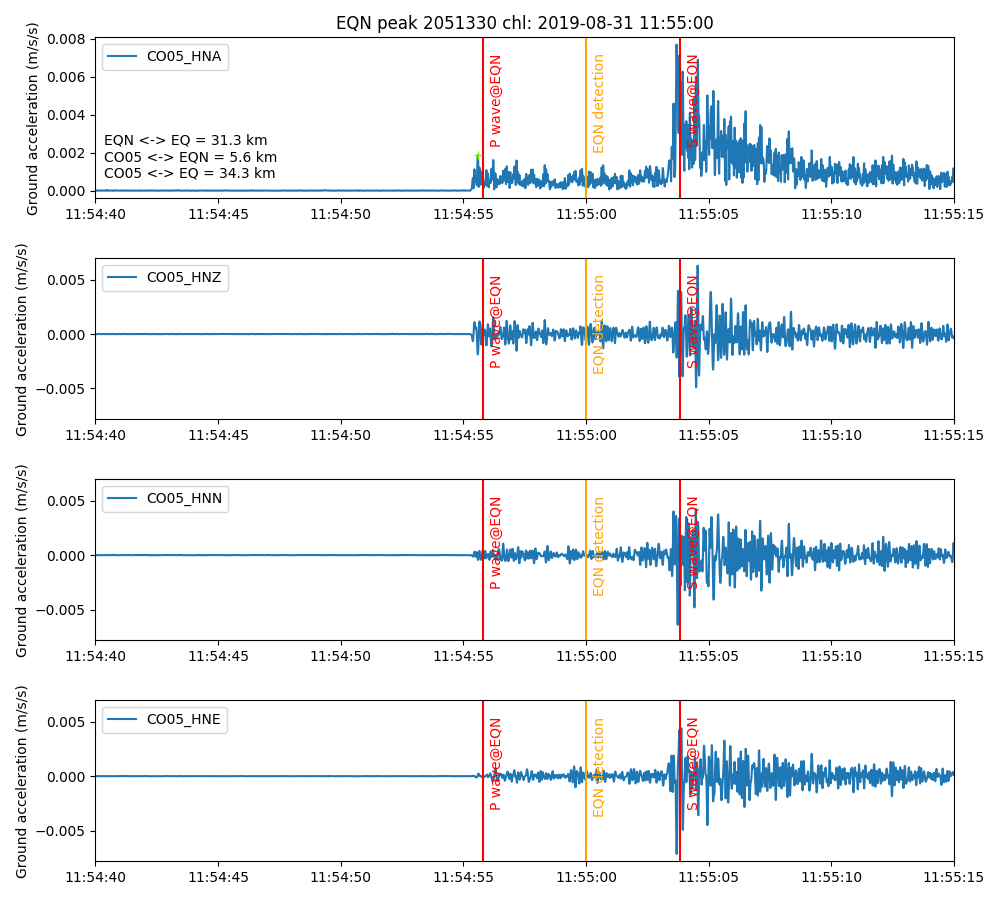 EQN peak 2051330 chl: 2019-08-31 11:55:00
Ground acceleration (m/s/s)
0.008
0.006
0.004
0.002
0.000
CO05_HNA
EQN <-> EQ = 31.3 km
CO05 <-> EQN = 5.6 km
CO05 <-> EQ = 34.3 km
P wave@EQN
EQN detection
S wave@EQN
11:54:40 11:54:45 11:54:50 11:54:55 11:55:00 11:55:05 11:55:10 11:55:15
Ground acceleration (m/s/s)
0.005
0.000
−0.005
CO05_HNZ
P wave@EQN
EQN detection
S wave@EQN
11:54:40 11:54:45 11:54:50 11:54:55 11:55:00 11:55:05 11:55:10 11:55:15
Ground acceleration (m/s/s)
0.005
0.000
−0.005
CO05_HNN
P wave@EQN
EQN detection
S wave@EQN
11:54:40 11:54:45 11:54:50 11:54:55 11:55:00 11:55:05 11:55:10 11:55:15
Ground acceleration (m/s/s)
0.005
0.000
−0.005
CO05_HNE
P wave@EQN
EQN detection
S wave@EQN
11:54:40 11:54:45 11:54:50 11:54:55 11:55:00 11:55:05 11:55:10 11:55:15